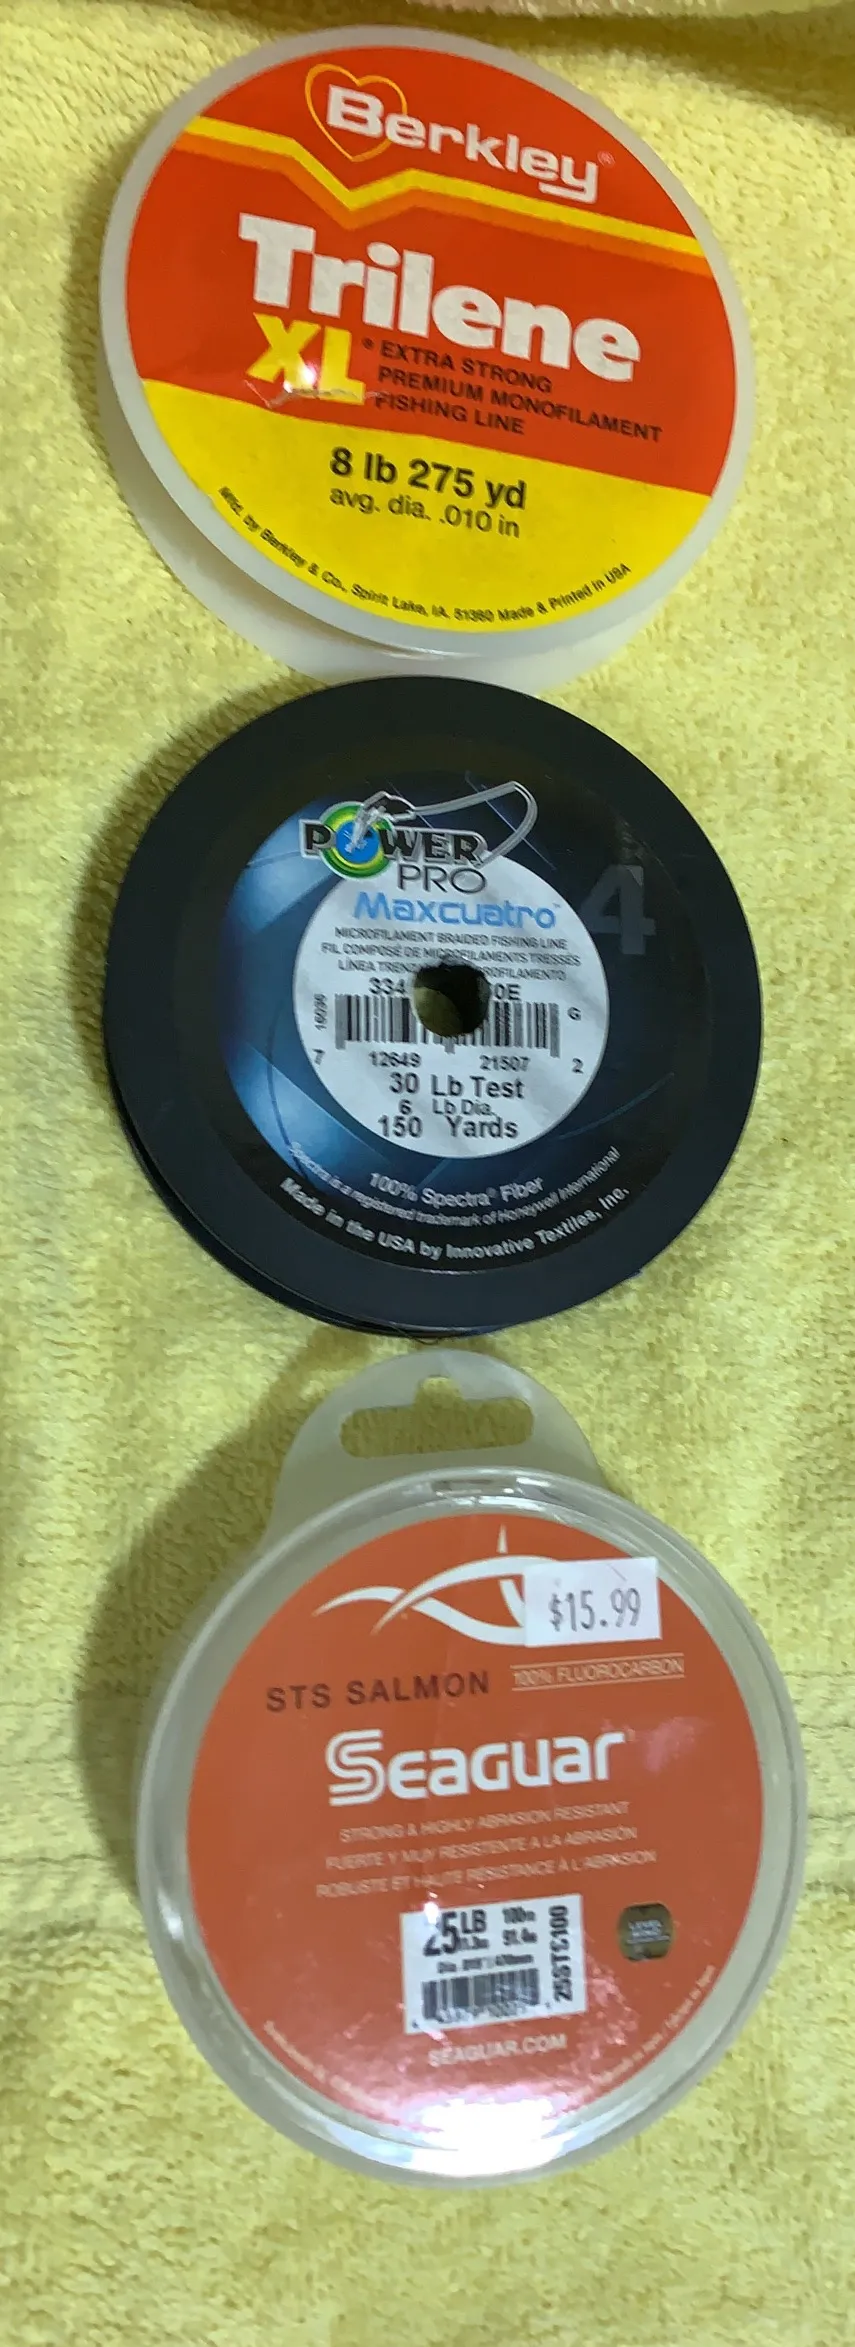 Berkley®
Trilene
XL® EXTRA STRONG
PREMIUM MONOFILAMENT
FISHING LINE
8 lb 275 yd
avg. dia. .010 in
Mfd. by Berkley & Co., Spirit Lake, IA. 51360 Made & Printed in USA
POWER
PRO
4
Maxcuatro™
MICROFILAMENT BRAIDED FISHING LINE
FIL COMPOSÉ DE MICROFILAMENTS TRESSÉS
LÍNEA
334 0E
G
7 12649 21507 2
30 Lb Test
6 Lb Dia.
150 Yards
100% Spectra® Fiber
Spectra is a registered trademark of Honeywell International
Made in the USA by Innovative Textiles, Inc.
$15.99
STS SALMON 100% FLUOROCARBON
SEAGUAR
STRONG & HIGHLY ABRASION RESISTANT
FUERTE Y MUY RESISTENTE A LA ABRASIÓN
ROBUSTE ET HAUTE RÉSISTANCE À L'ABRASION
25LB
25STS100
SEAGUAR.COM